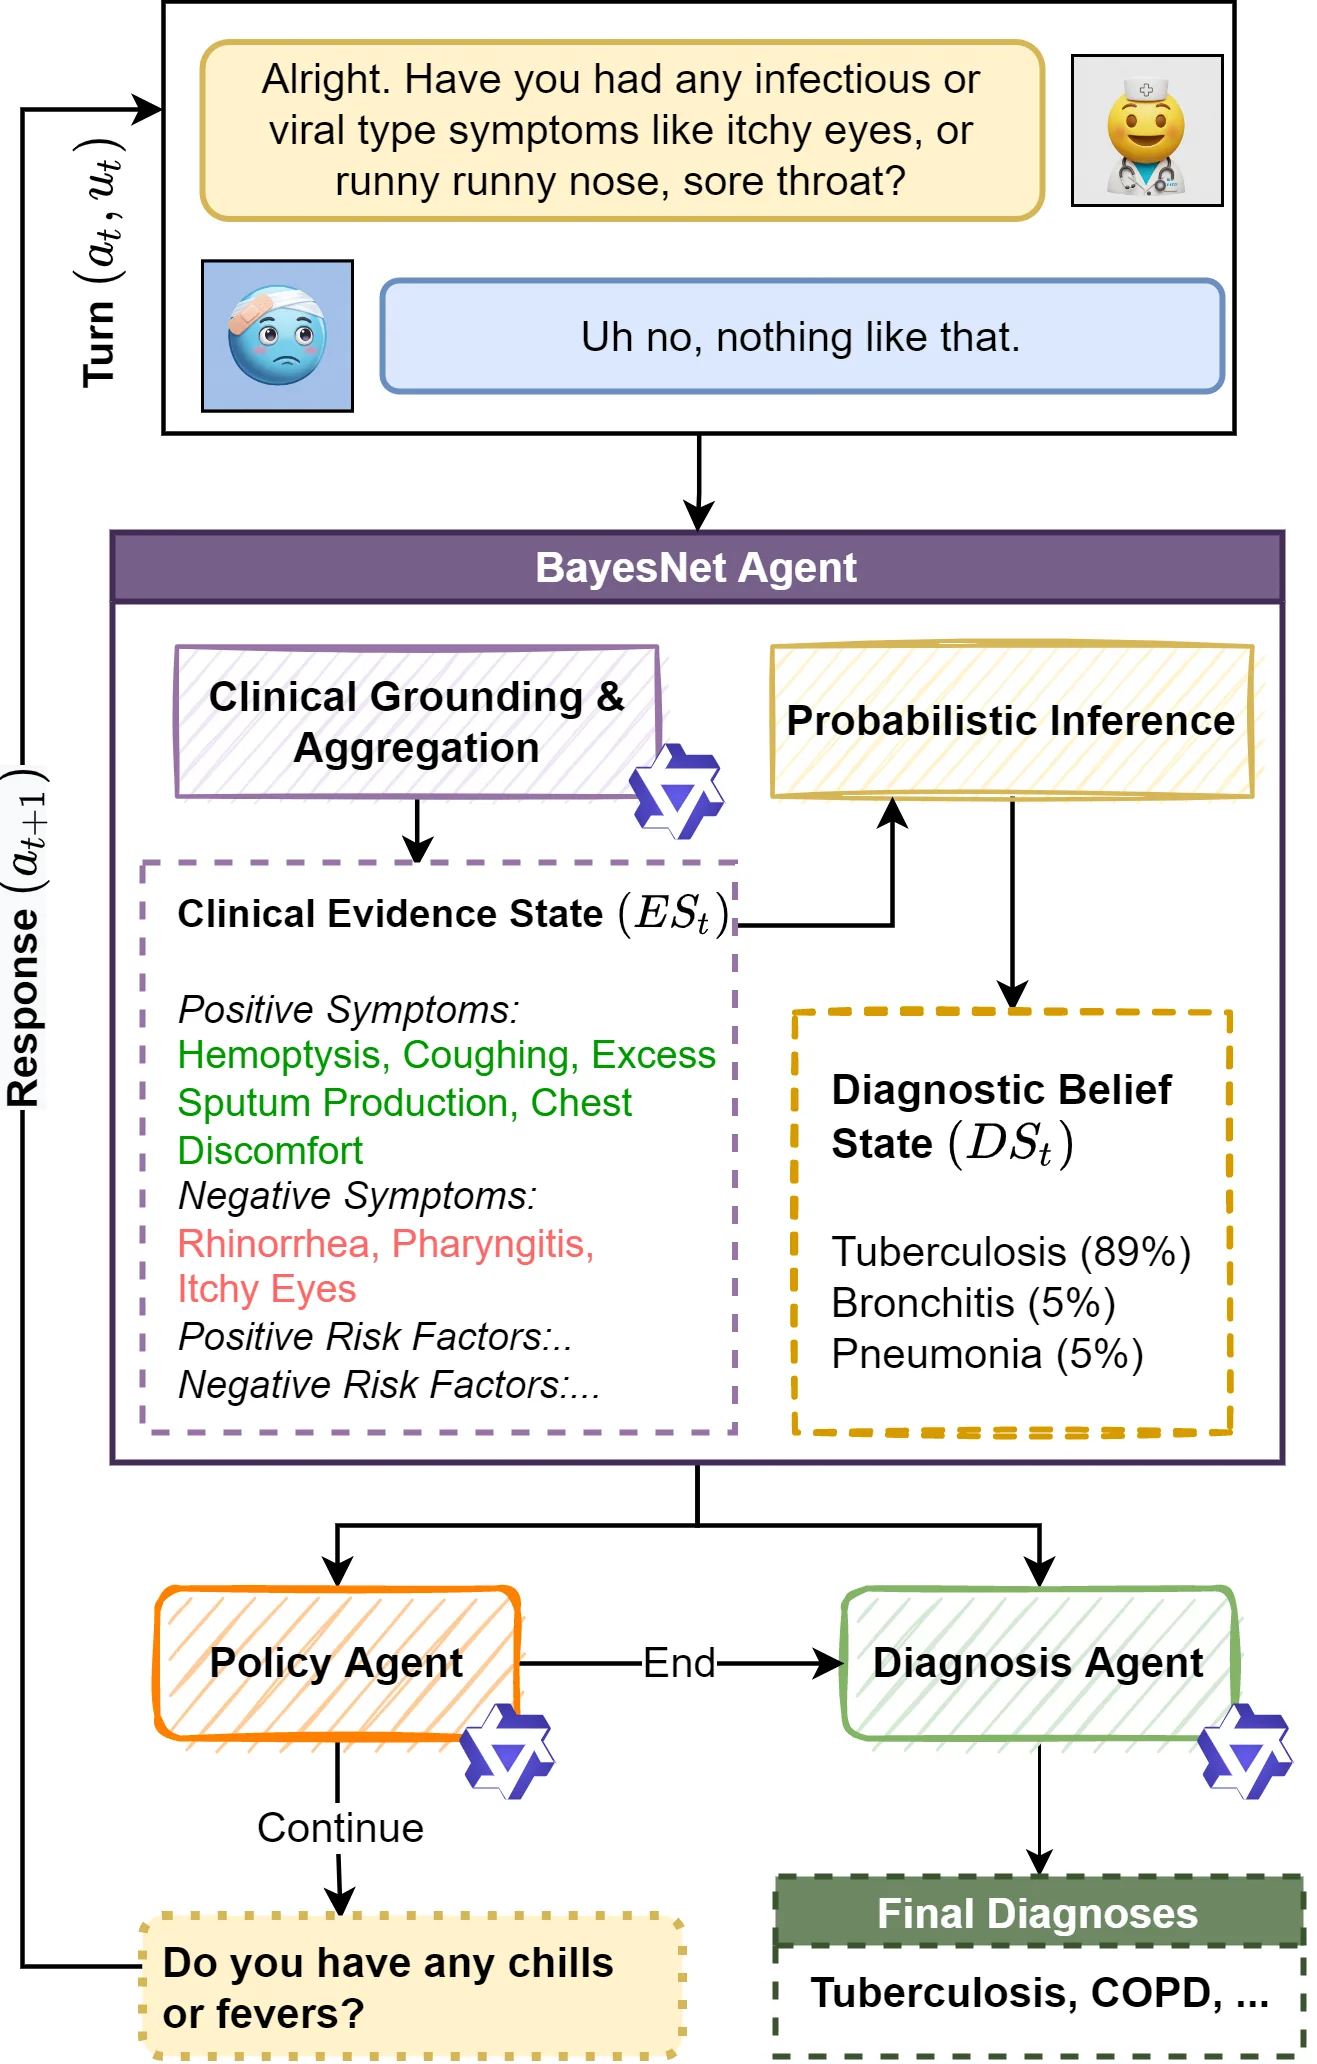 Alright. Have you had any infectious or
viral type symptoms like itchy eyes, or
runny runny nose, sore throat?
Uh no, nothing like that.
Turn (a_t, u_t)
BayesNet Agent
Clinical Grounding &
Aggregation
Probabilistic Inference
Clinical Evidence State (ES_t)
Positive Symptoms:
Hemoptysis, Coughing, Excess
Sputum Production, Chest
Discomfort
Negative Symptoms:
Rhinorrhea, Pharyngitis,
Itchy Eyes
Positive Risk Factors:..
Negative Risk Factors:...
Diagnostic Belief
State (DS_t)
Tuberculosis (89%)
Bronchitis (5%)
Pneumonia (5%)
Response (a_{t+1})
Policy Agent
End
Diagnosis Agent
Continue
Do you have any chills
or fevers?
Final Diagnoses
Tuberculosis, COPD, ...